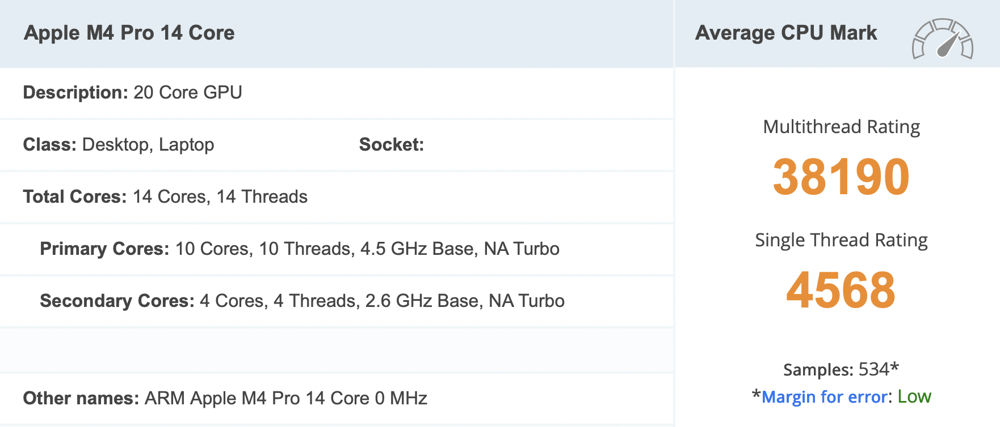 Apple M4 Pro 14 Core
Average CPU Mark
Description: 20 Core GPU
Class: Desktop, Laptop
Socket:
Total Cores: 14 Cores, 14 Threads
Primary Cores: 10 Cores, 10 Threads, 4.5 GHz Base, NA Turbo
Secondary Cores: 4 Cores, 4 Threads, 2.6 GHz Base, NA Turbo
Other names: ARM Apple M4 Pro 14 Core 0 MHz
Multithread Rating
38190
Single Thread Rating
4568
Samples: 534*
*Margin for error: Low